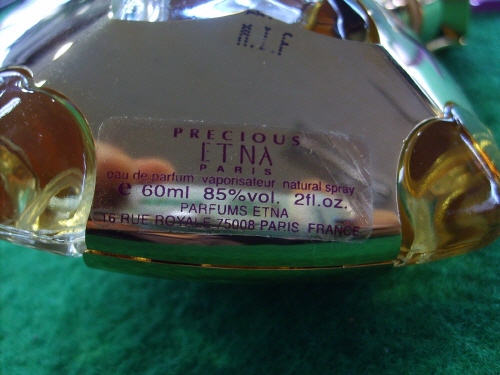 M.I.F
PRECIOUS
ETNA
PARIS
eau de parfum vaporisateur natural spray
e 60ml 85%vol. 2fl.oz.
PARFUMS ETNA
16 RUE ROYALE 75008 PARIS FRANCE